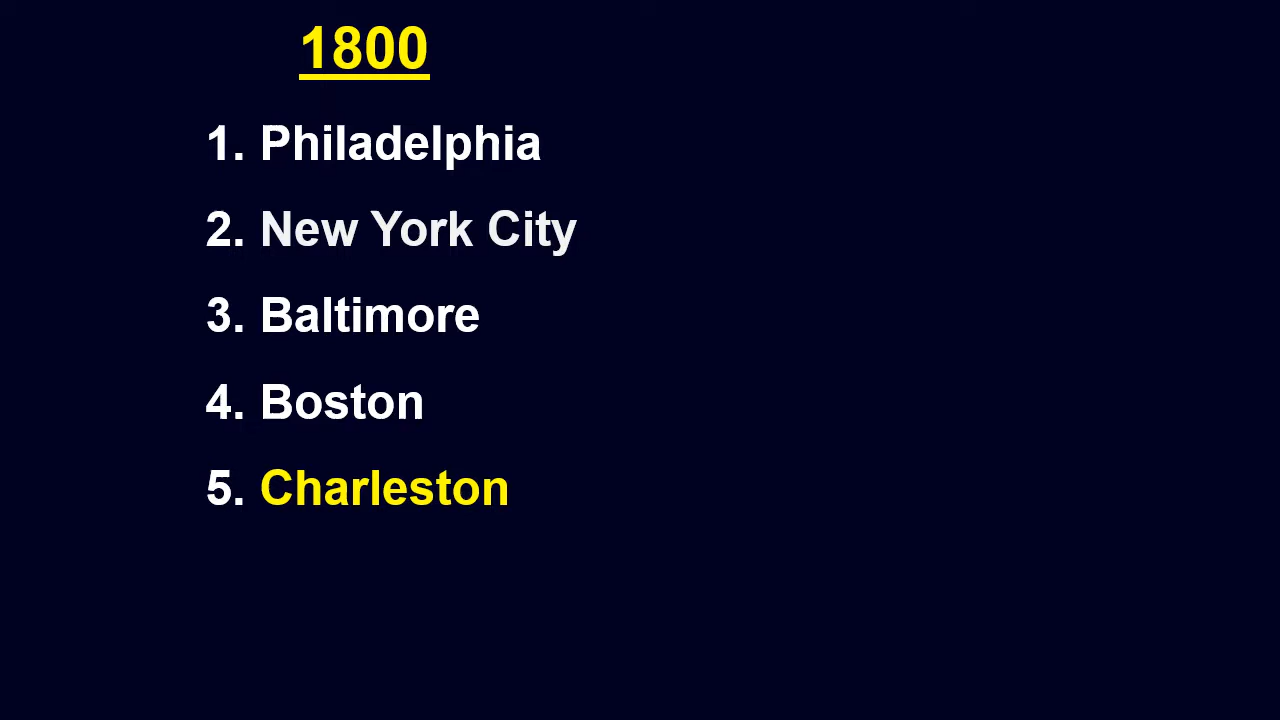 1800
1. Philadelphia
2. New York City
3. Baltimore
4. Boston
5. Charleston